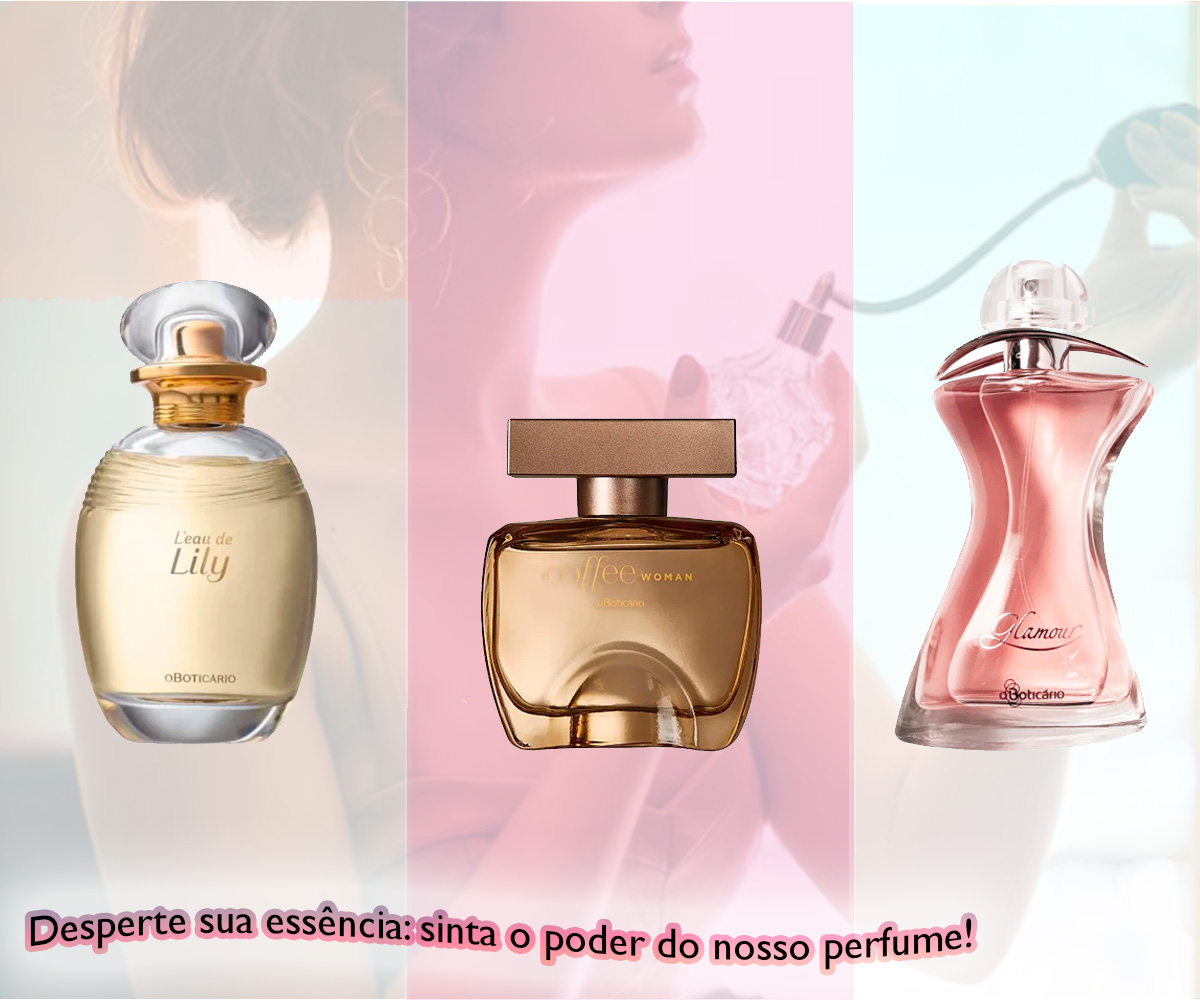 L'eau de
Lily
oBOTICÁRIO
coffee WOMAN
oBoticário
Glamour
oBoticário
Desperte sua essência: sinta o poder do nosso perfume!